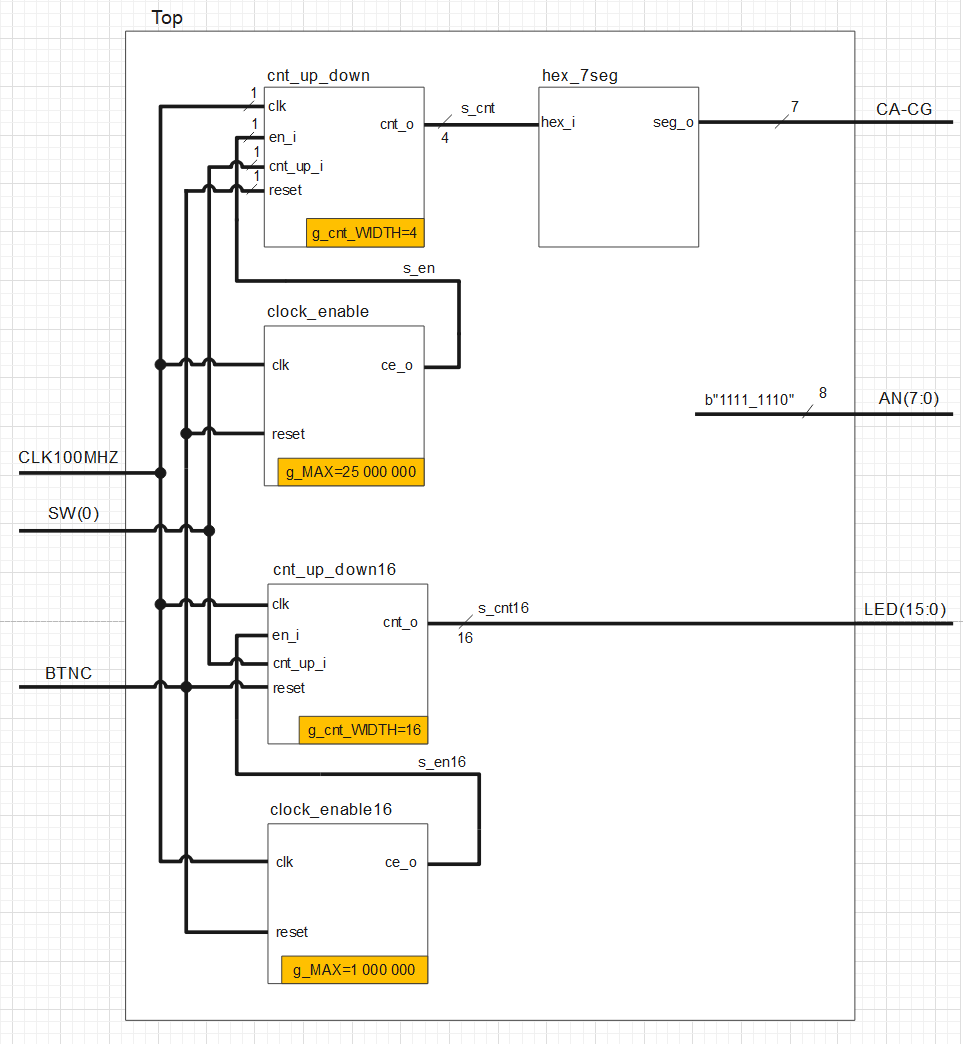 Top
cnt_up_down
hex_7seg
1
clk
s_cnt
7
CA-CG
cnt_o
hex_i
seg_o
1
en_i
4
1
cnt_up_i
1
reset
g_cnt_WIDTH=4
s_en
clock_enable
clk
ce_o
b"1111_1110"
8
AN(7:0)
reset
CLK100MHZ
g_MAX=25 000 000
SW(0)
cnt_up_down16
clk
s_cnt16
LED(15:0)
cnt_o
en_i
16
cnt_up_i
BTNC
reset
g_cnt_WIDTH=16
s_en16
clock_enable16
clk
ce_o
reset
g_MAX=1 000 000